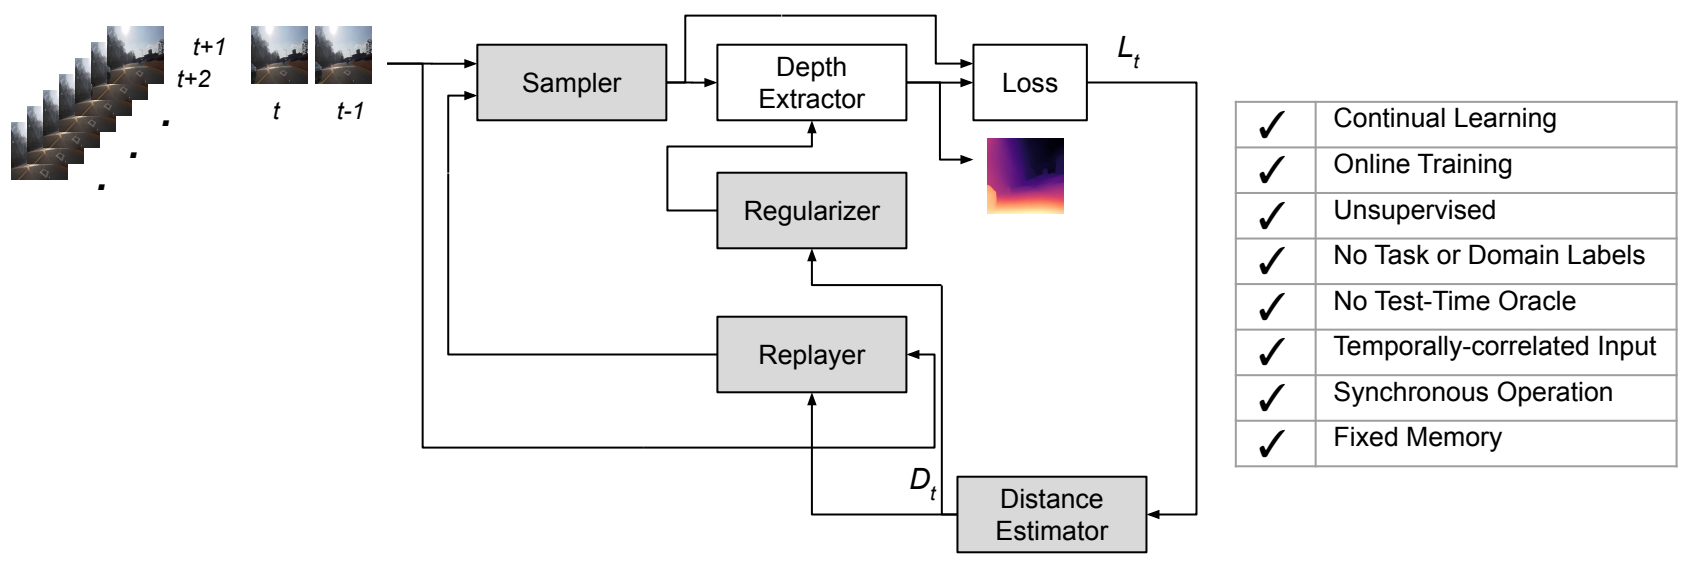 t+1
t+2
t
t-1
.
.
.
Sampler
Depth
Extractor
Loss
L_t
Regularizer
Replayer
D_t
Distance
Estimator
✓ Continual Learning
✓ Online Training
✓ Unsupervised
✓ No Task or Domain Labels
✓ No Test-Time Oracle
✓ Temporally-correlated Input
✓ Synchronous Operation
✓ Fixed Memory